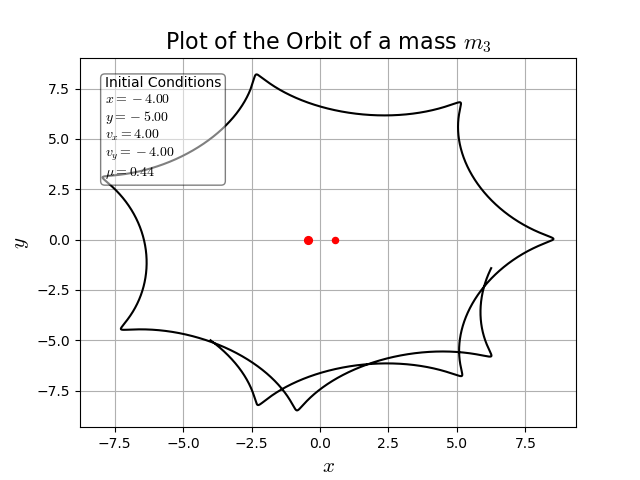 Plot of the Orbit of a mass m₃
Initial Conditions
x = −4.00
y = −5.00
vₓ = 4.00
v_y = −4.00
μ = 0.44
7.5
5.0
2.5
0.0
−2.5
−5.0
−7.5
y
−7.5 −5.0 −2.5 0.0 2.5 5.0 7.5
x